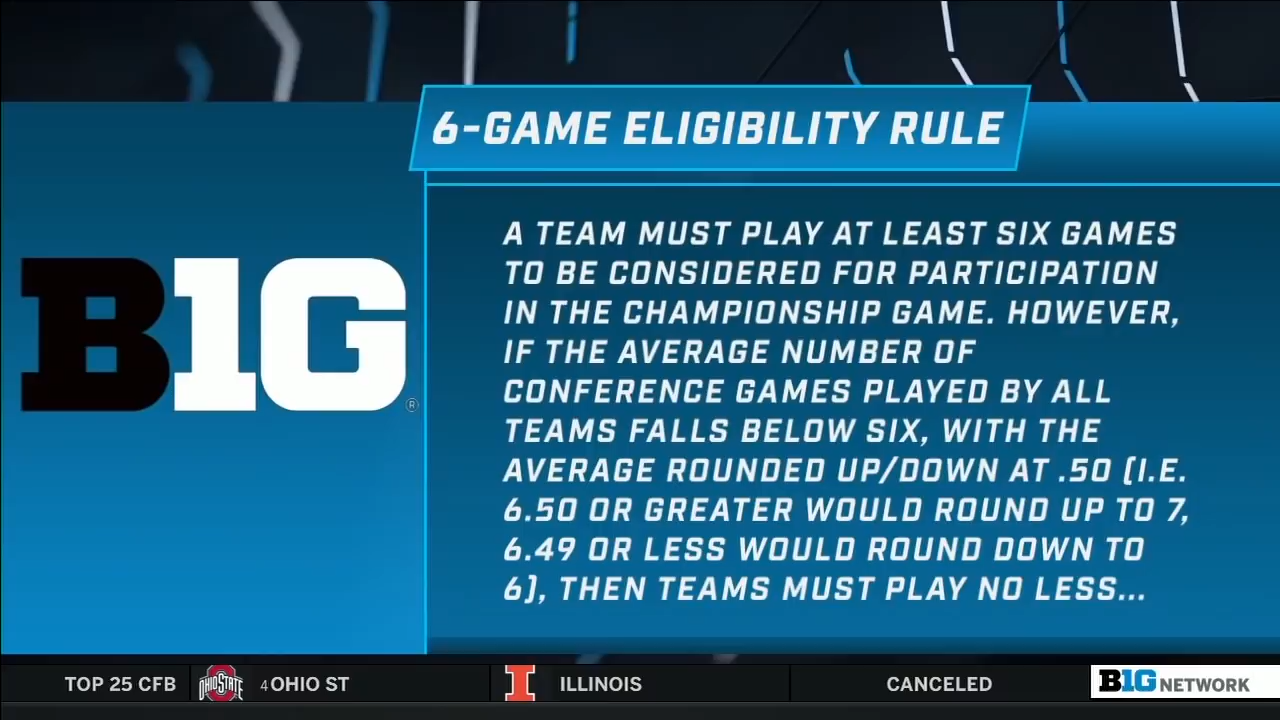 6-GAME ELIGIBILITY RULE
B1G®
A TEAM MUST PLAY AT LEAST SIX GAMES
TO BE CONSIDERED FOR PARTICIPATION
IN THE CHAMPIONSHIP GAME. HOWEVER,
IF THE AVERAGE NUMBER OF
CONFERENCE GAMES PLAYED BY ALL
TEAMS FALLS BELOW SIX, WITH THE
AVERAGE ROUNDED UP/DOWN AT .50 (I.E.
6.50 OR GREATER WOULD ROUND UP TO 7,
6.49 OR LESS WOULD ROUND DOWN TO
6), THEN TEAMS MUST PLAY NO LESS...
TOP 25 CFB OHIO STATE 4 OHIO ST I ILLINOIS CANCELED B1G NETWORK